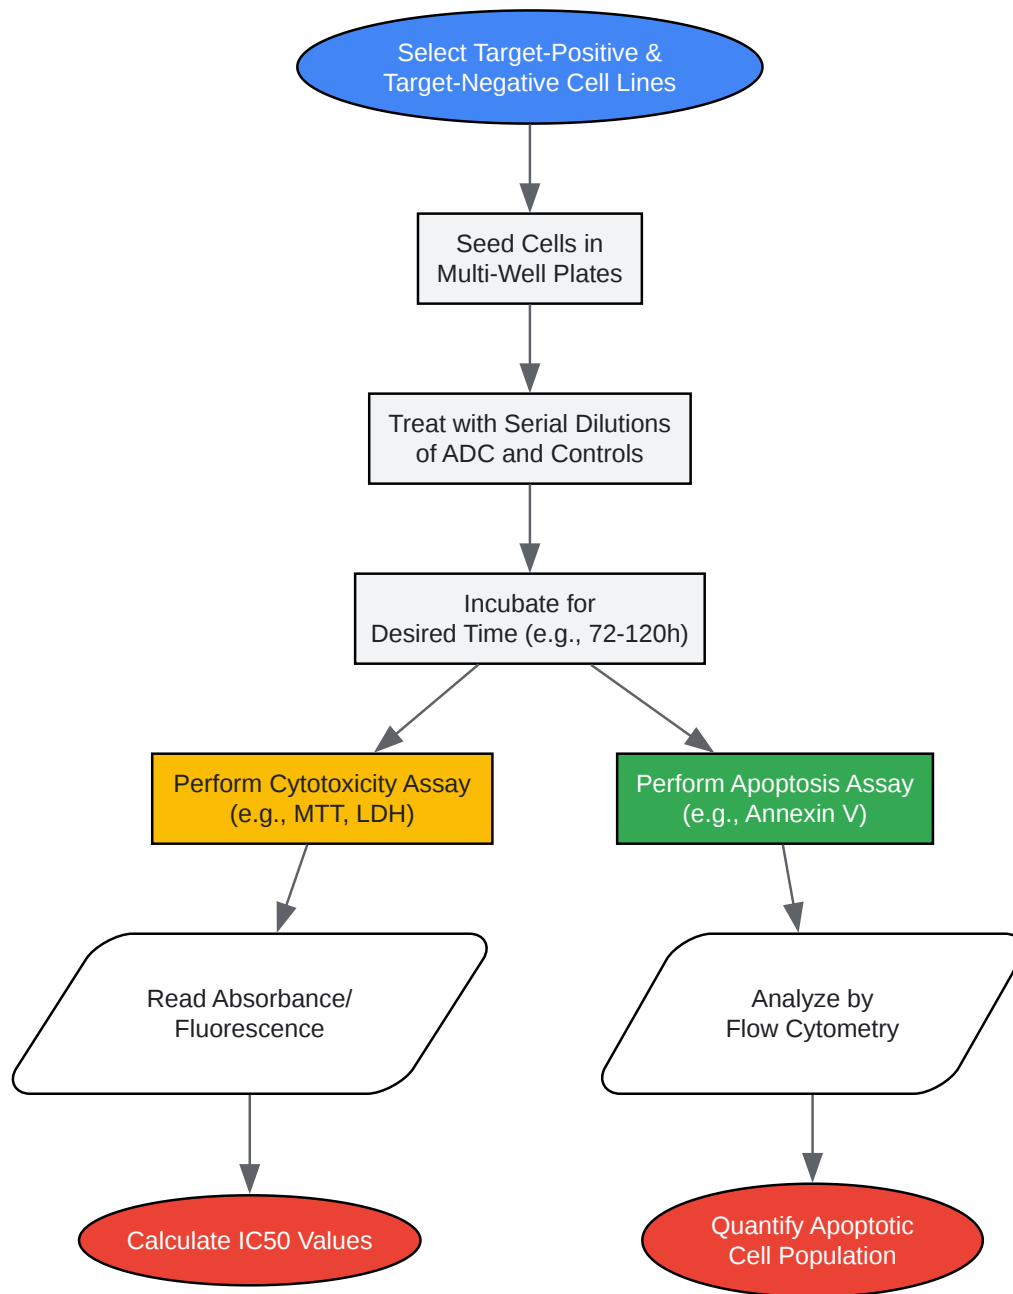 Select Target-Positive &
Target-Negative Cell Lines
Seed Cells in
Multi-Well Plates
Treat with Serial Dilutions
of ADC and Controls
Incubate for
Desired Time (e.g., 72-120h)
Perform Cytotoxicity Assay
(e.g., MTT, LDH)
Perform Apoptosis Assay
(e.g., Annexin V)
Read Absorbance/
Fluorescence
Analyze by
Flow Cytometry
Calculate IC50 Values
Quantify Apoptotic
Cell Population